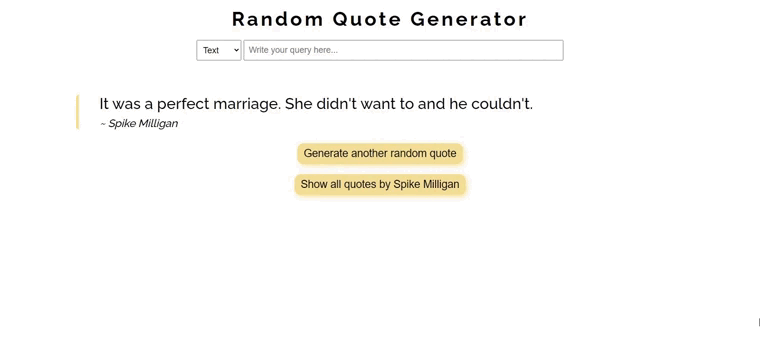 Random Quote Generator
Text Write your query here...
It was a perfect marriage. She didn't want to and he couldn't.
~ Spike Milligan
Generate another random quote
Show all quotes by Spike Milligan